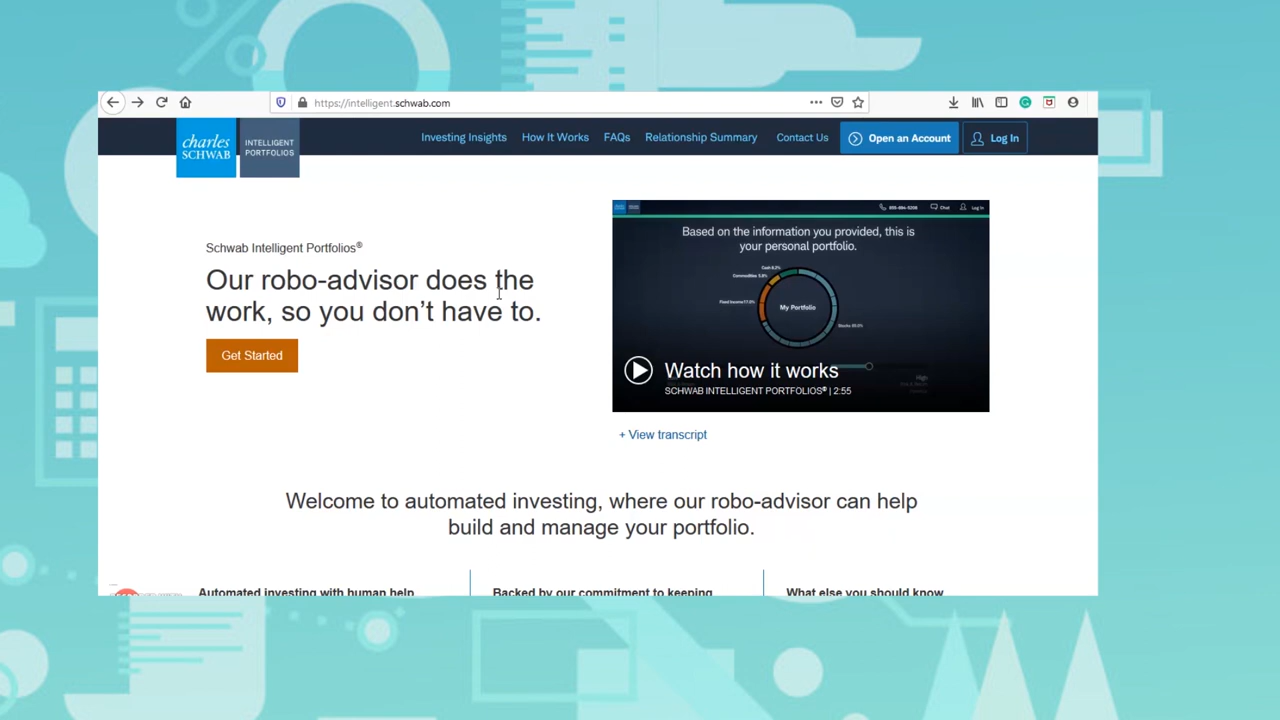 https://intelligent.schwab.com
charles
SCHWAB
INTELLIGENT
PORTFOLIOS
Investing Insights
How It Works
FAQs
Relationship Summary
Contact Us
Open an Account
Log In
Schwab Intelligent Portfolios®
Our robo-advisor does the
work, so you don't have to.
Get Started
Chat
Log In
Based on the information you provided, this is
your personal portfolio.
My Portfolio
High
Watch how it works
SCHWAB INTELLIGENT PORTFOLIOS® | 2:55
+ View transcript
Welcome to automated investing, where our robo-advisor can help
build and manage your portfolio.
Automated investing with human help
Backed by our commitment to keeping
What else you should know